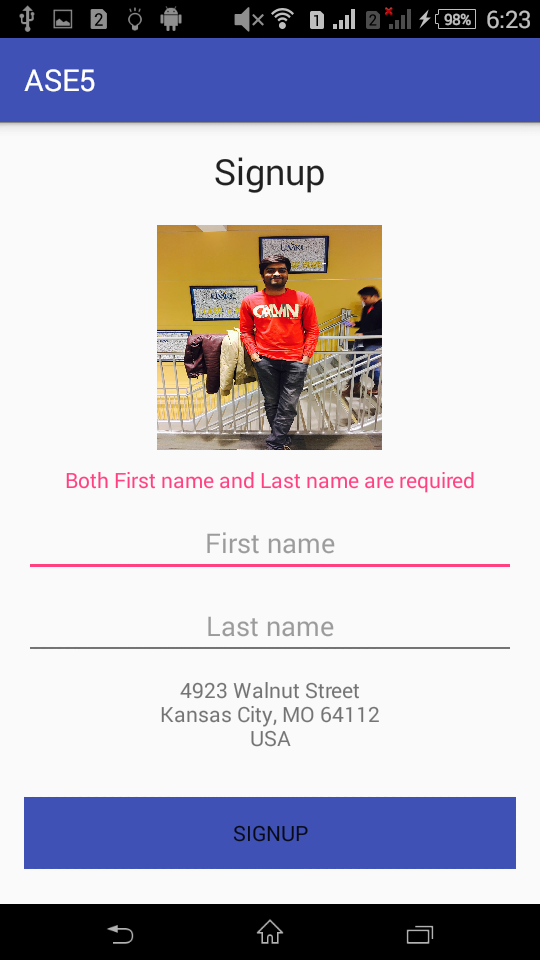 2
1
2
98%
6:23
ASE5
Signup
CALVIN
Both First name and Last name are required
First name
Last name
4923 Walnut Street
Kansas City, MO 64112
USA
SIGNUP